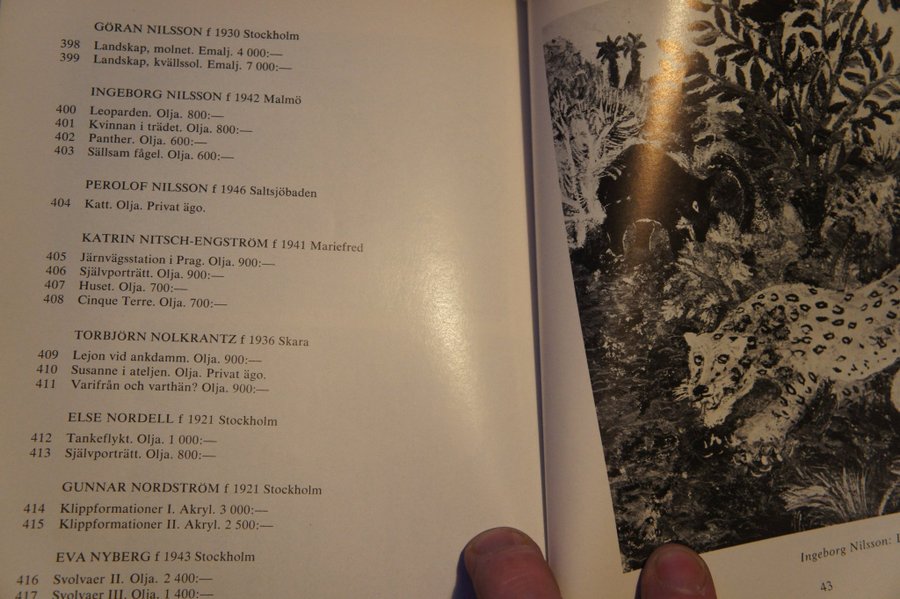 GÖRAN NILSSON f 1930 Stockholm
398 Landskap, molnet. Emalj. 4 000:—
399 Landskap, kvällssol. Emalj. 7 000:—
INGEBORG NILSSON f 1942 Malmö
400 Leoparden. Olja. 800:—
401 Kvinnan i trädet. Olja. 800:—
402 Panther. Olja. 600:—
403 Sällsam fågel. Olja. 600:—
PEROLOF NILSSON f 1946 Saltsjöbaden
404 Katt. Olja. Privat ägo.
KATRIN NITSCH-ENGSTRÖM f 1941 Mariefred
405 Järnvägsstation i Prag. Olja. 900:—
406 Självporträtt. Olja. 900:—
407 Huset. Olja. 700:—
408 Cinque Terre. Olja. 700:—
TORBJÖRN NOLKRANTZ f 1936 Skara
409 Lejon vid ankdamm. Olja. 900:—
410 Susanne i ateljen. Olja. Privat ägo.
411 Varifrån och varthän? Olja. 900:—
ELSE NORDELL f 1921 Stockholm
412 Tankeflykt. Olja. 1 000:—
413 Självporträtt. Olja. 800:—
GUNNAR NORDSTRÖM f 1921 Stockholm
414 Klippformationer I. Akryl. 3 000:—
415 Klippformationer II. Akryl. 2 500:—
EVA NYBERG f 1943 Stockholm
416 Svolvaer II. Olja. 2 400:—
417 Svolvaer III. Olja. 1 400:—
Ingeborg Nilsson:
43